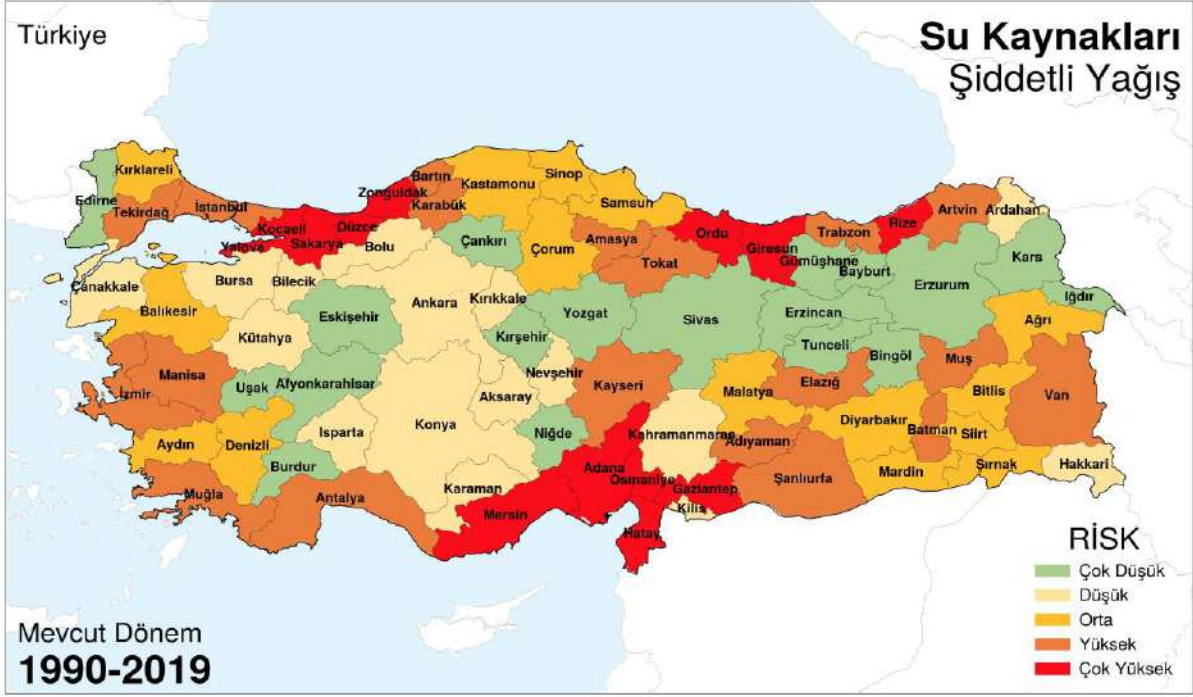 Türkiye
Su Kaynakları
Şiddetli Yağış
Kırklareli
Edirne
Tekirdağ
İstanbul
Kocaeli
Yalova
Sakarya
Düzce
Zonguldak
Bartın
Karabük
Kastamonu
Sinop
Samsun
Bolu
Çankırı
Çorum
Amasya
Tokat
Ordu
Giresun
Gümüşhane
Trabzon
Rize
Artvin
Ardahan
Bayburt
Kars
Erzurum
Iğdır
Çanakkale
Bursa
Bilecik
Ankara
Kırıkkale
Balıkesir
Eskişehir
Kütahya
Kırşehir
Yozgat
Sivas
Erzincan
Tunceli
Bingöl
Ağrı
Muş
Manisa
İzmir
Uşak
Afyonkarahisar
Nevşehir
Aksaray
Kayseri
Malatya
Elazığ
Bitlis
Van
Aydın
Denizli
Isparta
Konya
Niğde
Kahramanmaraş
Adıyaman
Diyarbakır
Batman
Siirt
Şırnak
Hakkari
Mardin
Şanlıurfa
Burdur
Muğla
Antalya
Karaman
Mersin
Adana
Osmaniye
Gaziantep
Kilis
Hatay
RİSK
Çok Düşük
Düşük
Orta
Yüksek
Çok Yüksek
Mevcut Dönem
1990-2019